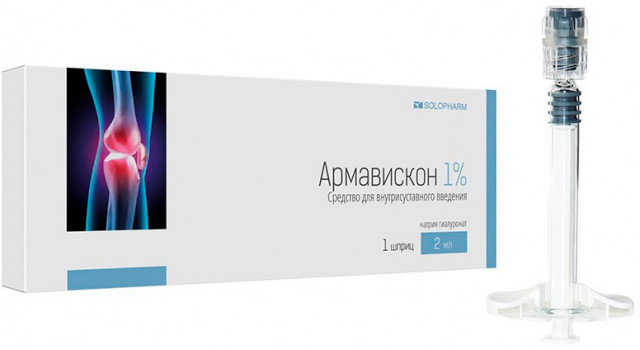 SOLOPHARM
Армавискон 1%
Средство для внутрисуставного введения
натрия гиалуронат
1 шприц 2 мл